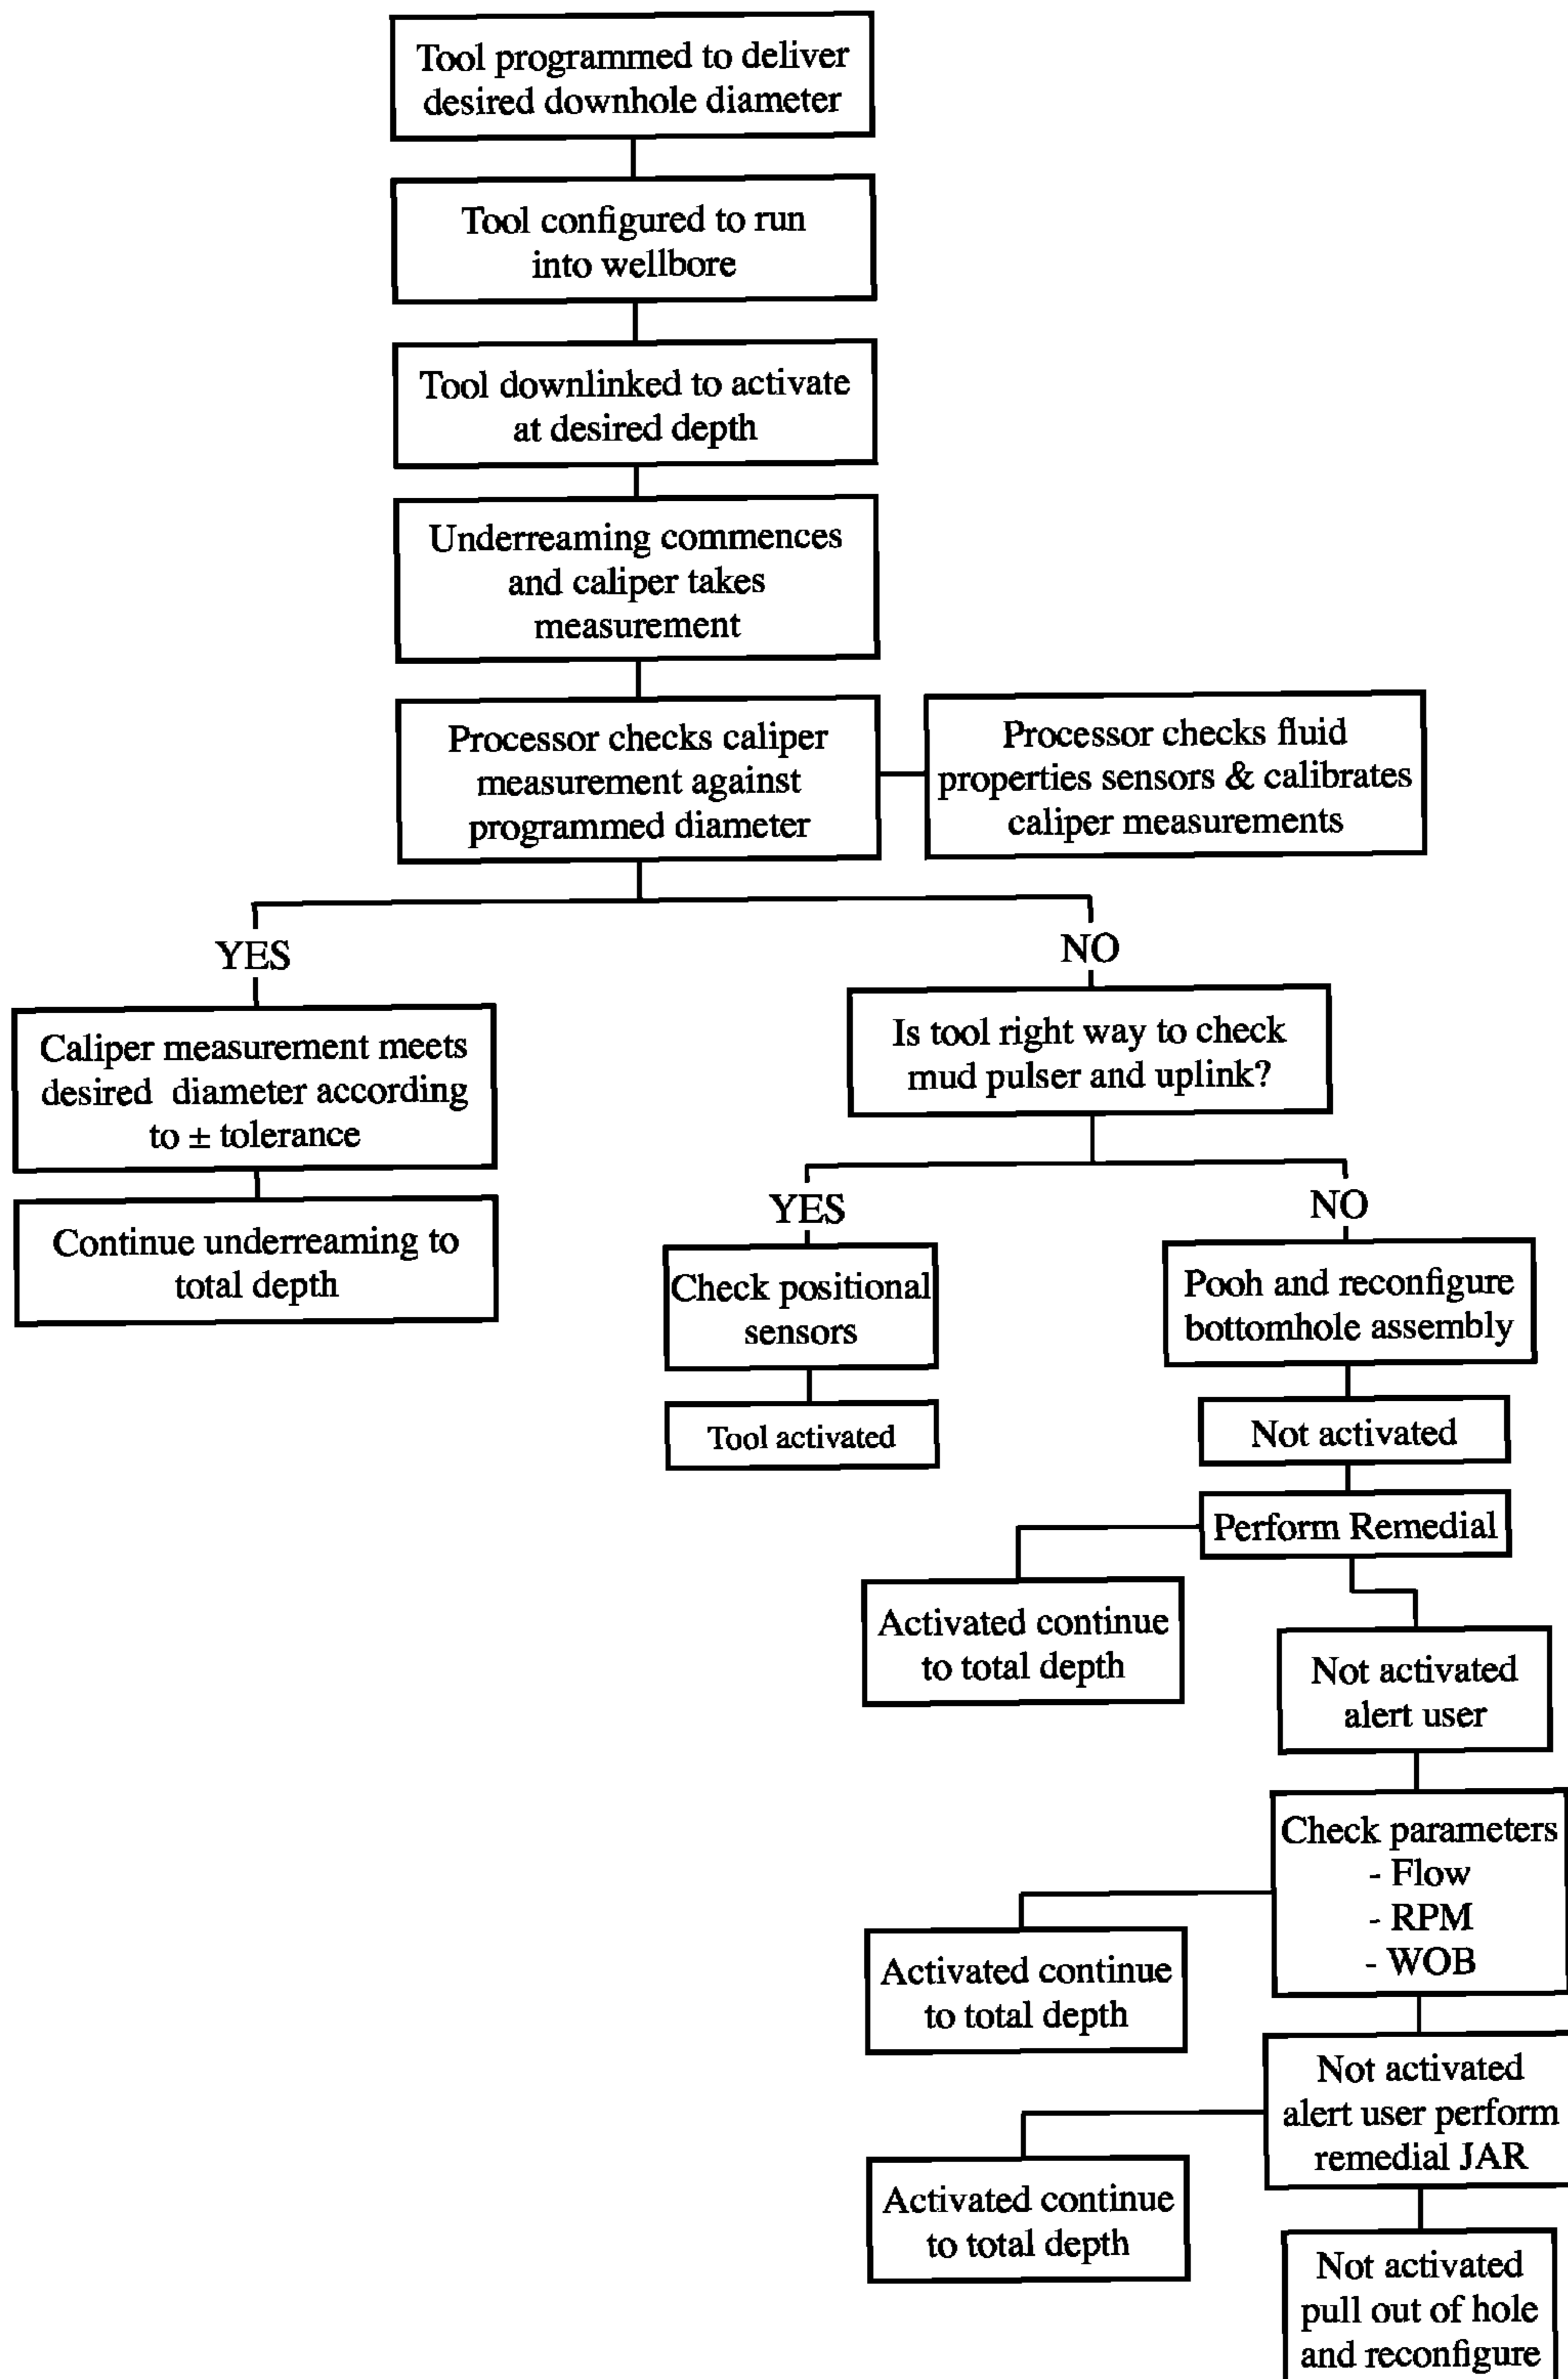 Tool programmed to deliver
desired downhole diameter
Tool configured to run
into wellbore
Tool downlinked to activate
at desired depth
Underreaming commences
and caliper takes
measurement
Processor checks caliper
measurement against
programmed diameter
Processor checks fluid
properties sensors & calibrates
caliper measurements
YES
NO
Caliper measurement meets
desired diameter according
to ± tolerance
Continue underreaming to
total depth
Is tool right way to check
mud pulser and uplink?
YES
NO
Check positional
sensors
Tool activated
Pooh and reconfigure
bottomhole assembly
Not activated
Perform Remedial
Activated continue
to total depth
Not activated
alert user
Check parameters
- Flow
- RPM
- WOB
Activated continue
to total depth
Not activated
alert user perform
remedial JAR
Activated continue
to total depth
Not activated
pull out of hole
and reconfigure